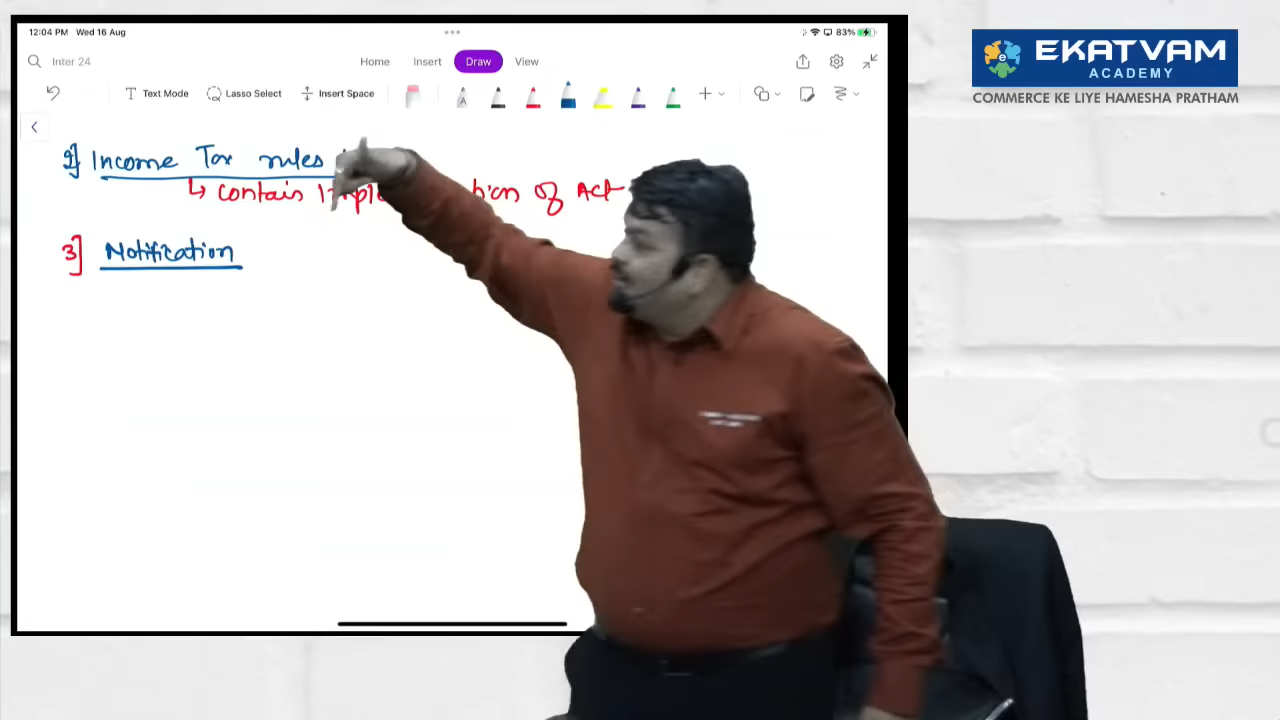 12:04 PM Wed 16 Aug
83%
Inter 24
Home Insert Draw View
Text Mode Lasso Select Insert Space
2] Income Tax rules
↳ Contain of Act
3] Notification
EKATVAM
ACADEMY
COMMERCE KE LIYE HAMESHA PRATHAM